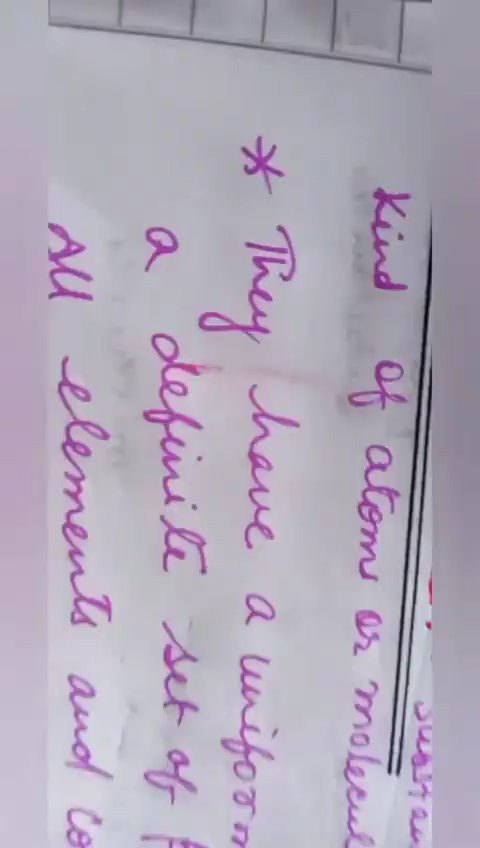 Kind of atoms or molecul
* They have a uniform
a definite set of
All elements and co